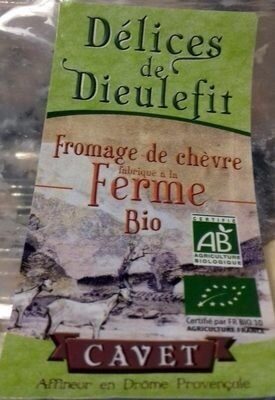 Délices
de
Dieulefit
Fromage de chèvre
fabriqué à la
Ferme
Bio
CERTIFIÉ
AB
AGRICULTURE
BIOLOGIQUE
Certifié par FR BIO 10
AGRICULTURE FRANCE
CAVET
Affineur en Drôme Provençale